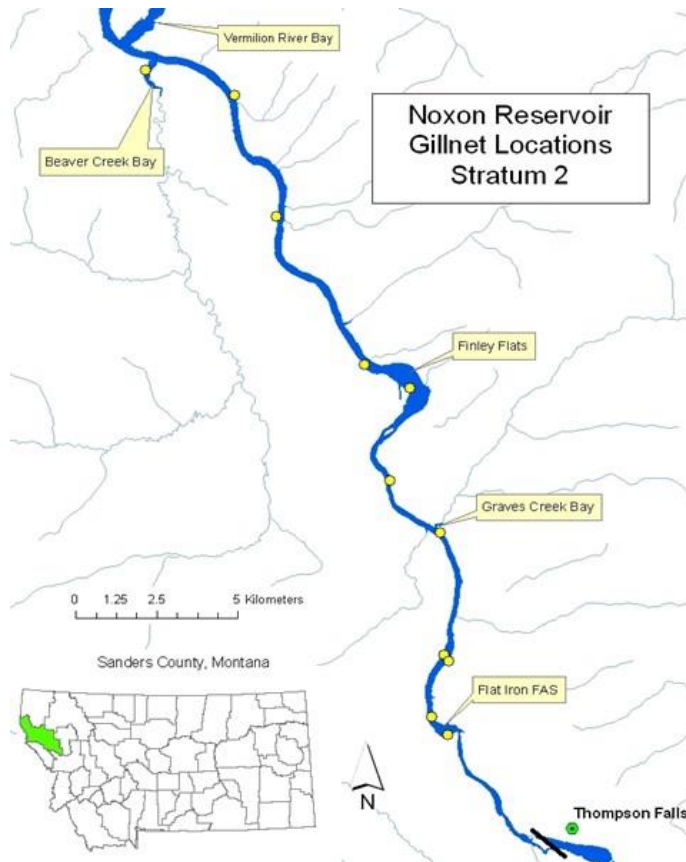 Vermilion River Bay
Noxon Reservoir
Gillnet Locations
Stratum 2
Beaver Creek Bay
Finley Flats
Graves Creek Bay
0 1.25 2.5 5 Kilometers
Sanders County, Montana
Flat Iron FAS
N
Thompson Falls